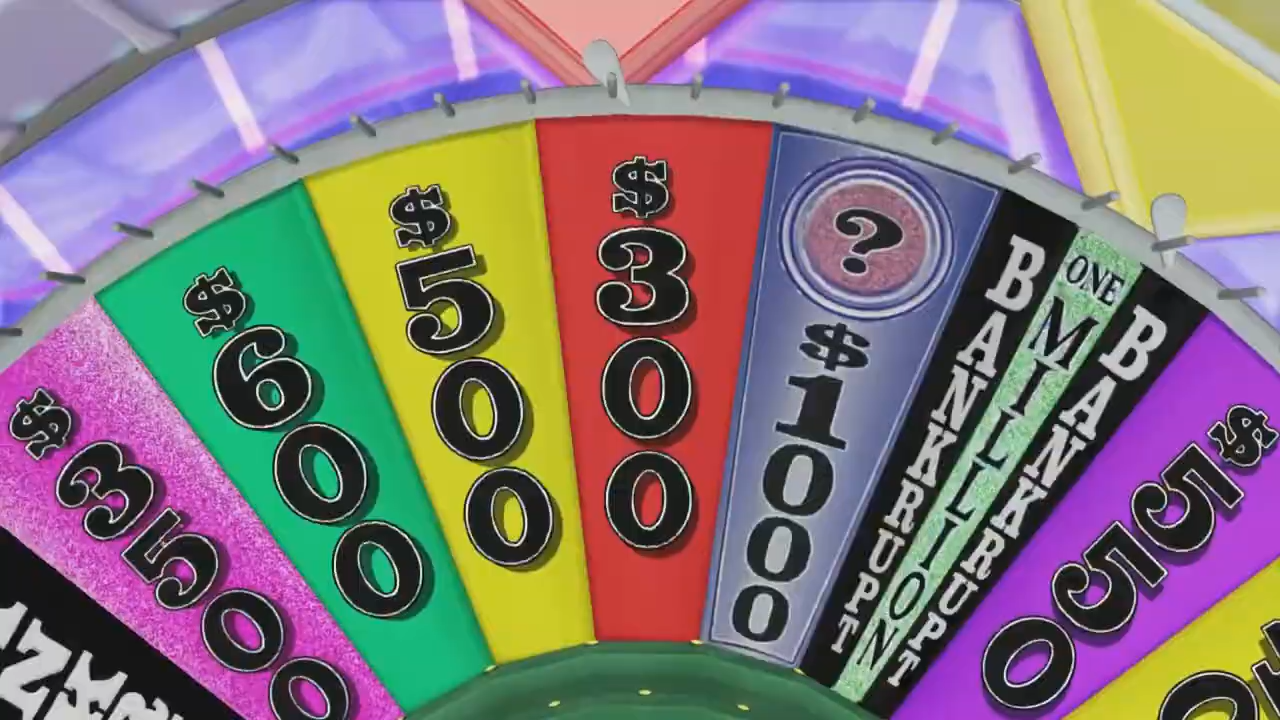 $3500
$600
$500
$300
? $1000
BANKRUPT
ONE MILLION
BANKRUPT
$550